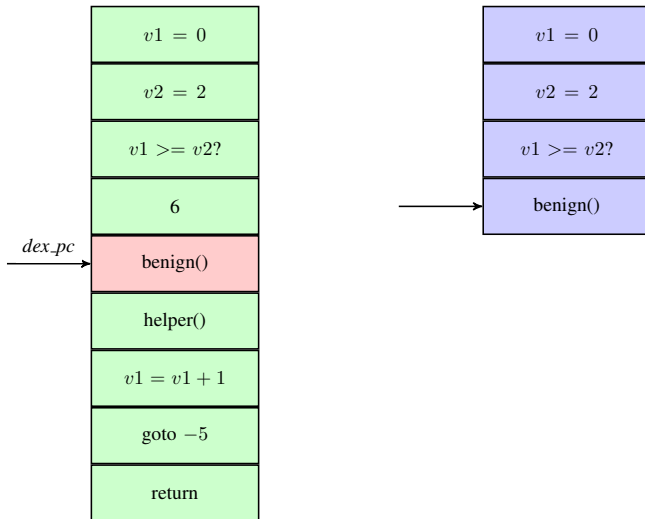 v1 = 0
v2 = 2
v1 >= v2?
6
dex_pc
benign()
helper()
v1 = v1 + 1
goto −5
return
v1 = 0
v2 = 2
v1 >= v2?
benign()